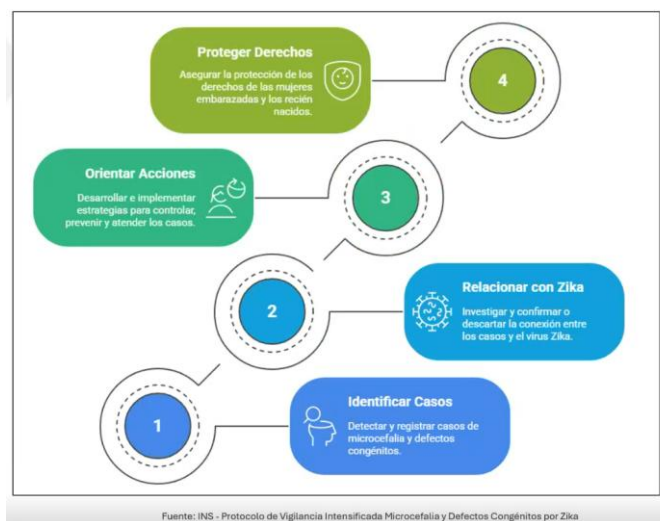 Proteger Derechos
Asegurar la protección de los
derechos de las mujeres
embarazadas y los recién
nacidos.
4
Orientar Acciones
Desarrollar e implementar
estrategias para controlar,
prevenir y atender los casos.
3
2
Relacionar con Zika
Investigar y confirmar o
descartar la conexión entre
los casos y el virus Zika.
1
Identificar Casos
Detectar y registrar casos de
microcefalia y defectos
congénitos.
Fuente: INS - Protocolo de Vigilancia Intensificada Microcefalia y Defectos Congénitos por Zika